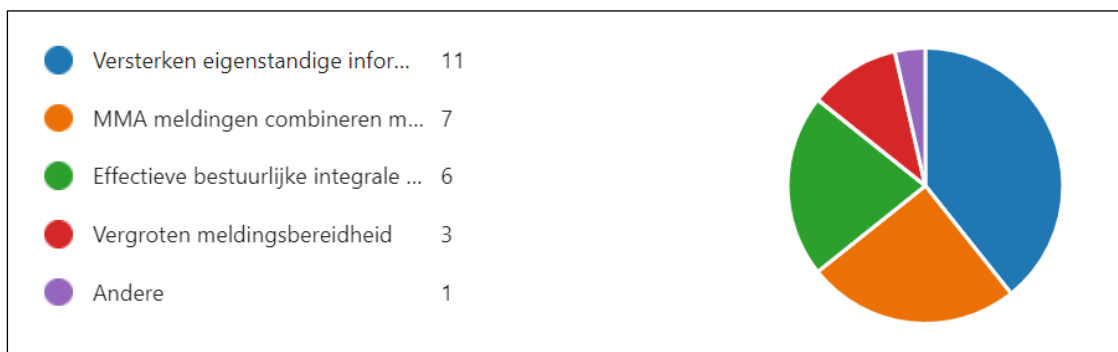 Versterken eigenstandige infor... 11
MMA meldingen combineren m... 7
Effectieve bestuurlijke integrale ... 6
Vergroten meldingsbereidheid 3
Andere 1